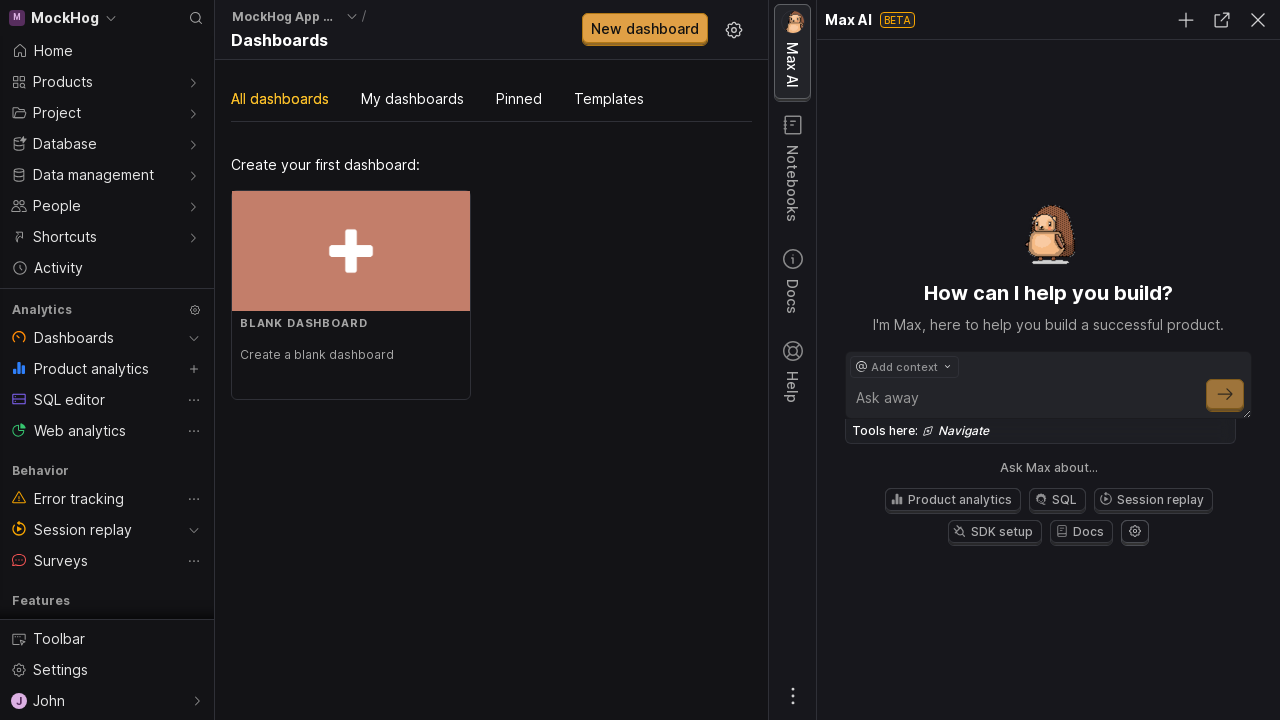 M MockHog
Home
Products
Project
Database
Data management
People
Shortcuts
Activity
Analytics
Dashboards
Product analytics
SQL editor
Web analytics
Behavior
Error tracking
Session replay
Surveys
Features
Toolbar
Settings
J John
MockHog App ... /
Dashboards
New dashboard
All dashboards My dashboards Pinned Templates
Create your first dashboard:
BLANK DASHBOARD
Create a blank dashboard
Max AI
Notebooks
Docs
Help
Max AI BETA
How can I help you build?
I'm Max, here to help you build a successful product.
@ Add context
Ask away
Tools here: Navigate
Ask Max about...
Product analytics SQL Session replay
SDK setup Docs